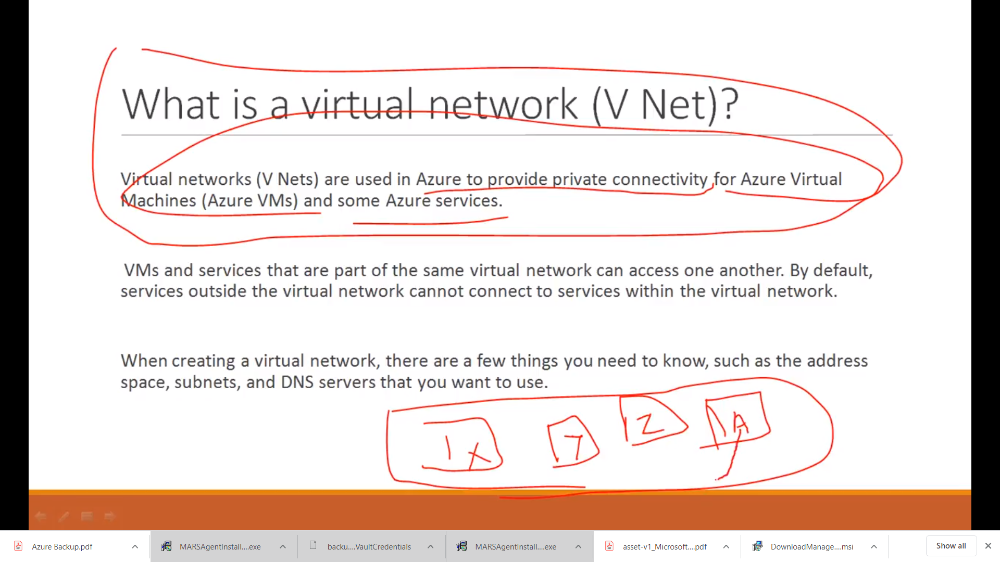 What is a virtual network (V Net)?
Virtual networks (V Nets) are used in Azure to provide private connectivity for Azure Virtual
Machines (Azure VMs) and some Azure services.
VMs and services that are part of the same virtual network can access one another. By default,
services outside the virtual network cannot connect to services within the virtual network.
When creating a virtual network, there are a few things you need to know, such as the address
space, subnets, and DNS servers that you want to use.
X Z A
Azure Backup.pdf
MARSAgentInstall....exe
backu....VaultCredentials
MARSAgentInstall....exe
asset-v1_Microsoft....pdf
DownloadManage....msi
Show all